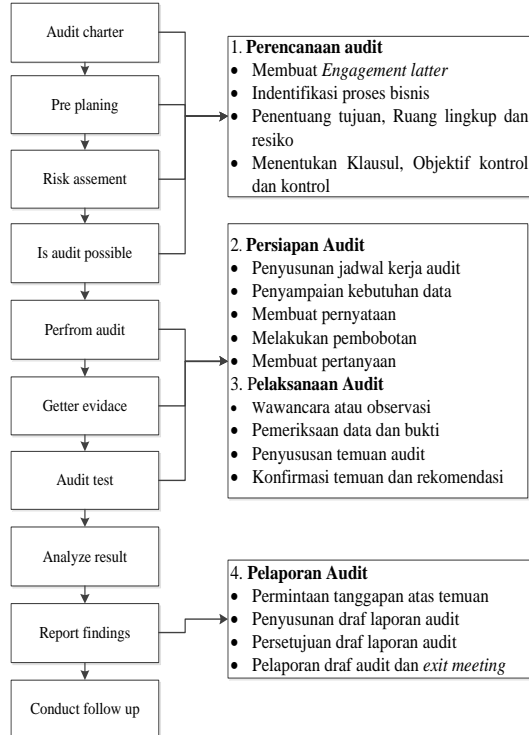 Audit charter
Pre planing
Risk assement
Is audit possible
Perfrom audit
Getter evidace
Audit test
Analyze result
Report findings
Conduct follow up
1. Perencanaan audit
• Membuat Engagement latter
• Indentifikasi proses bisnis
• Penentuang tujuan, Ruang lingkup dan
resiko
• Menentukan Klausul, Objektif kontrol
dan kontrol
2. Persiapan Audit
• Penyusunan jadwal kerja audit
• Penyampaian kebutuhan data
• Membuat pernyataan
• Melakukan pembobotan
• Membuat pertanyaan
3. Pelaksanaan Audit
• Wawancara atau observasi
• Pemeriksaan data dan bukti
• Penyususan temuan audit
• Konfirmasi temuan dan rekomendasi
4. Pelaporan Audit
• Permintaan tanggapan atas temuan
• Penyusunan draf laporan audit
• Persetujuan draf laporan audit
• Pelaporan draf audit dan exit meeting